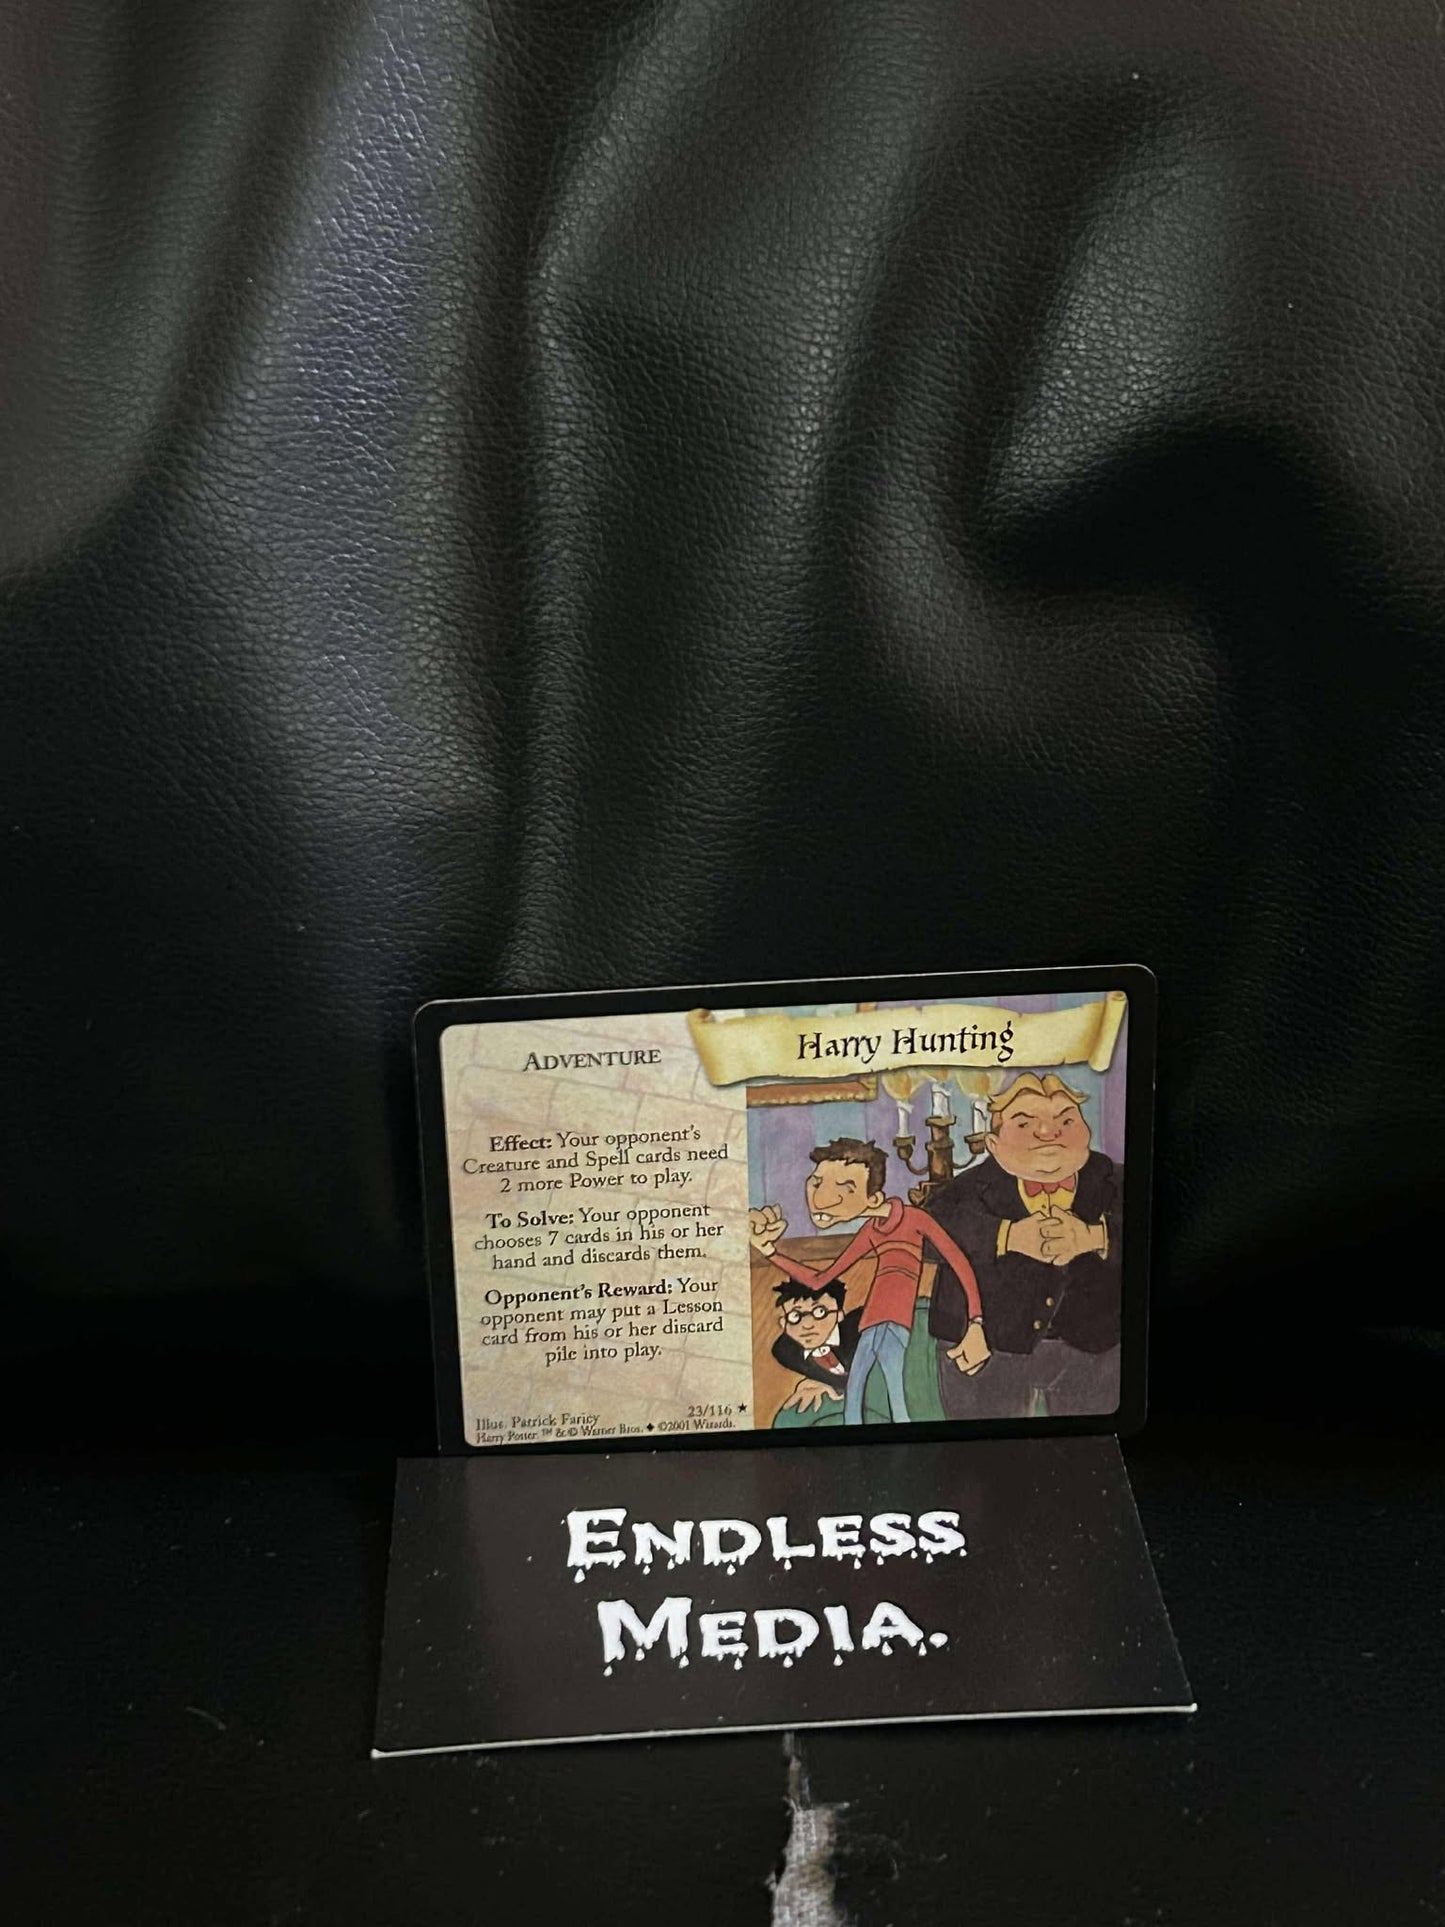 ADVENTURE
Harry Hunting
Effect: Your opponent's
Creature and Spell cards need
2 more Power to play.
To Solve: Your opponent
chooses 7 cards in his or her
hand and discards them.
Opponent's Reward: Your
opponent may put a Lesson
card from his or her discard
pile into play.
Illus. Patrick Faricy
23/116 ★
Harry Potter ™ & © Warner Bros. ♦ ©2001 Wizards.
ENDLESS
MEDIA.